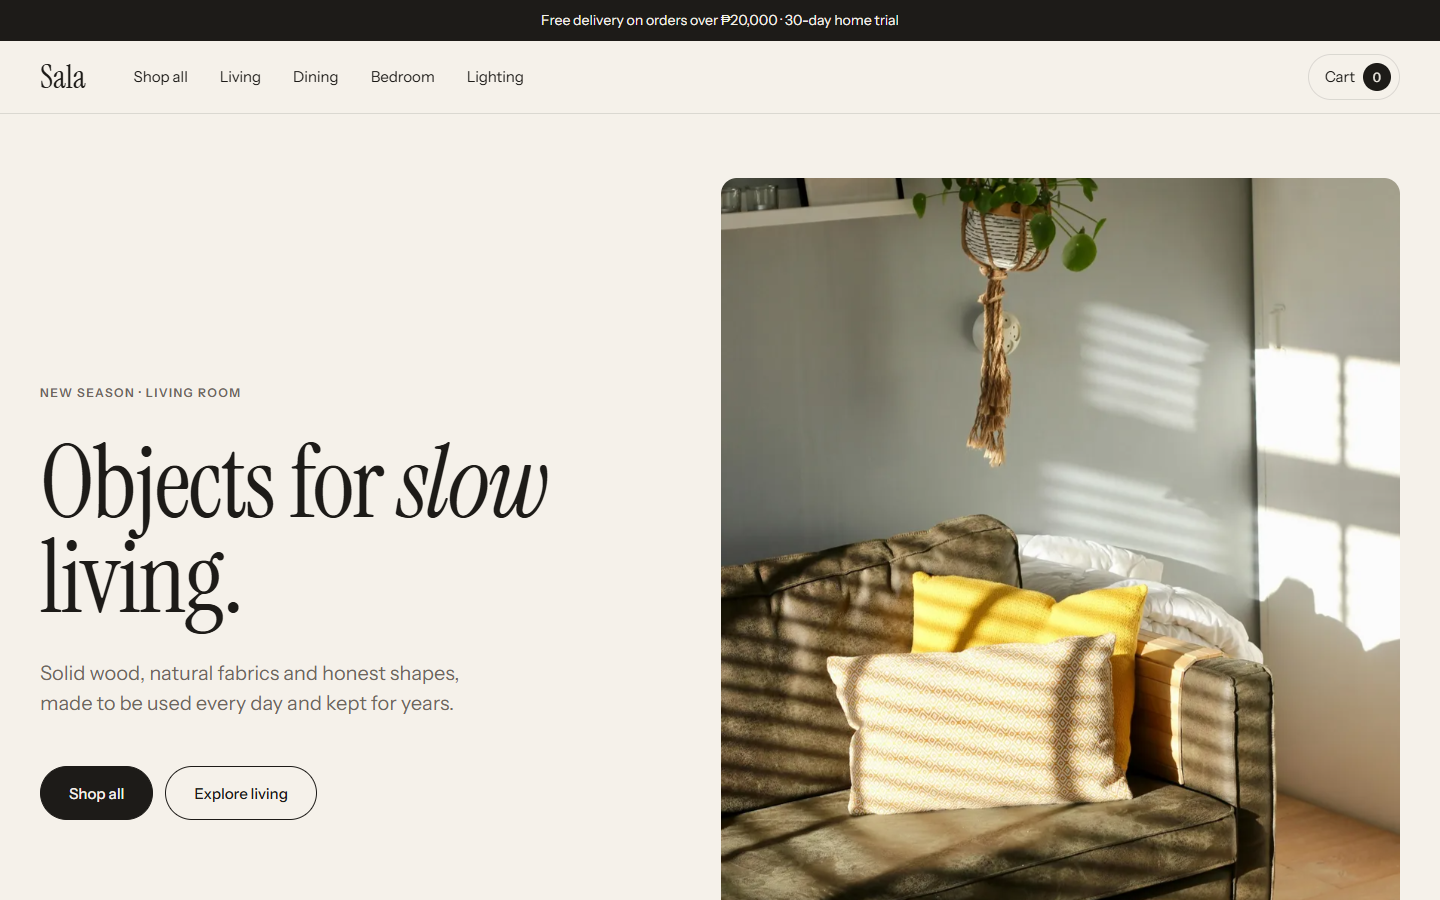 Free delivery on orders over ₱20,000 · 30-day home trial
Sala
Shop all
Living
Dining
Bedroom
Lighting
Cart 0
NEW SEASON · LIVING ROOM
Objects for slow
living.
Solid wood, natural fabrics and honest shapes,
made to be used every day and kept for years.
Shop all
Explore living